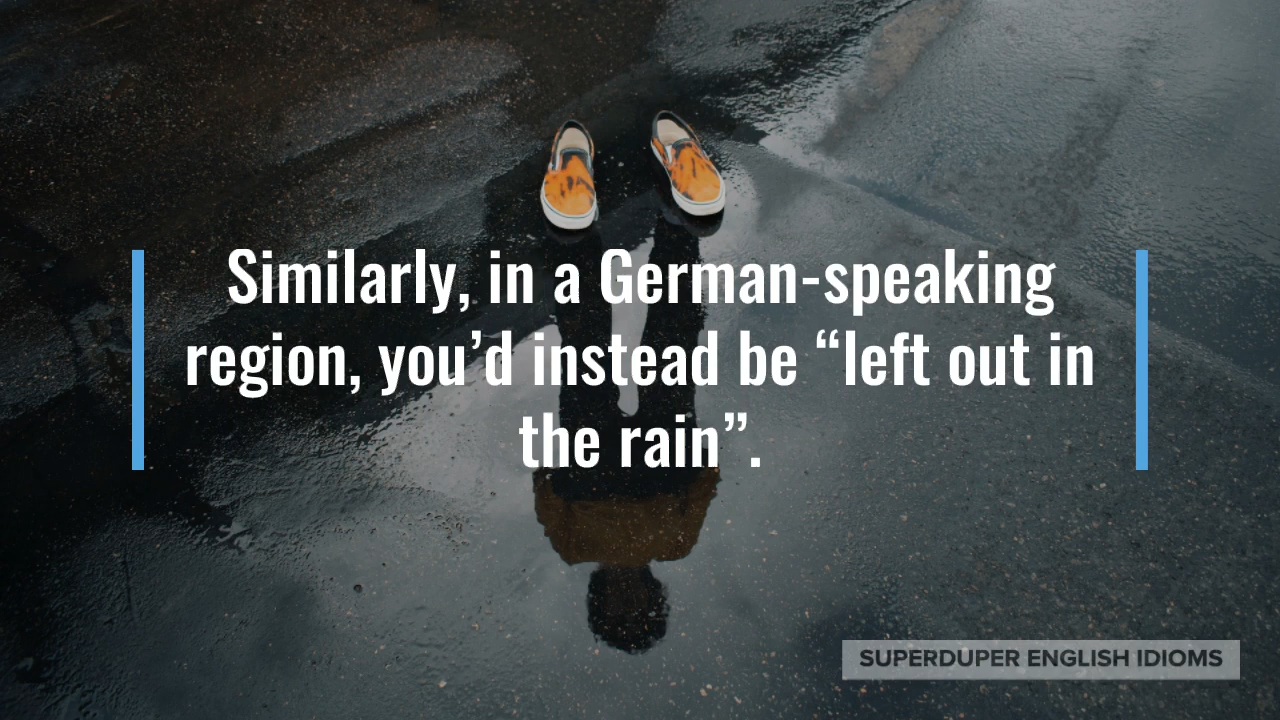 Similarly, in a German-speaking
region, you’d instead be “left out in
the rain”.
SUPERDUPER ENGLISH IDIOMS